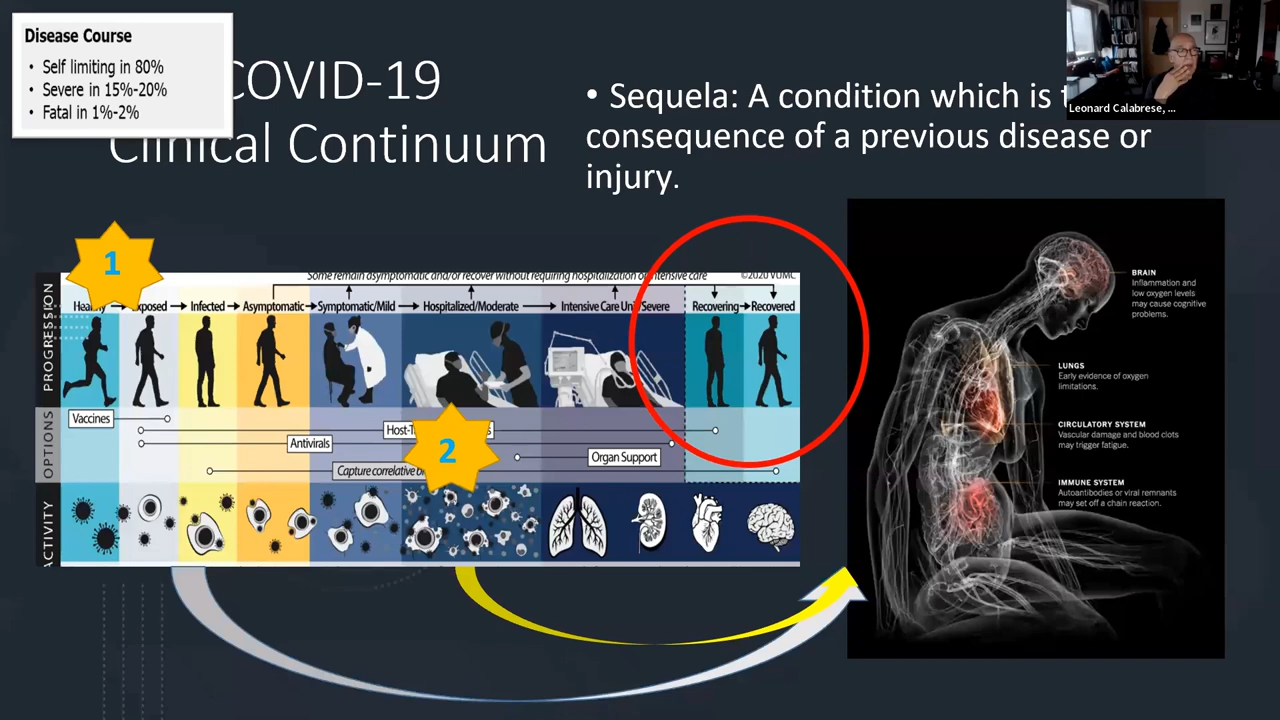 Disease Course
• Self limiting in 80%
• Severe in 15%-20%
• Fatal in 1%-2%
COVID-19
Clinical Continuum
• Sequela: A condition which is
consequence of a previous disease or
injury.
Leonard Calabrese, ...
1
Some remain asymptomatic and/or recover without requiring hospitalization or intensive care
©2020 VUMC
PROGRESSION
Exposed
Infected
Asymptomatic
Symptomatic/Mild
Hospitalized/Moderate
Intensive Care Unit/Severe
Recovering
Recovered
OPTIONS
Vaccines
Antivirals
2
Organ Support
Capture correlative
ACTIVITY
BRAIN
Inflammation and
low oxygen levels
may cause cognitive
problems.
LUNGS
Early evidence of oxygen
limitations.
CIRCULATORY SYSTEM
Vascular damage and blood clots
may trigger fatigue.
IMMUNE SYSTEM
Autoantibodies or viral remnants
may set off a chain reaction.